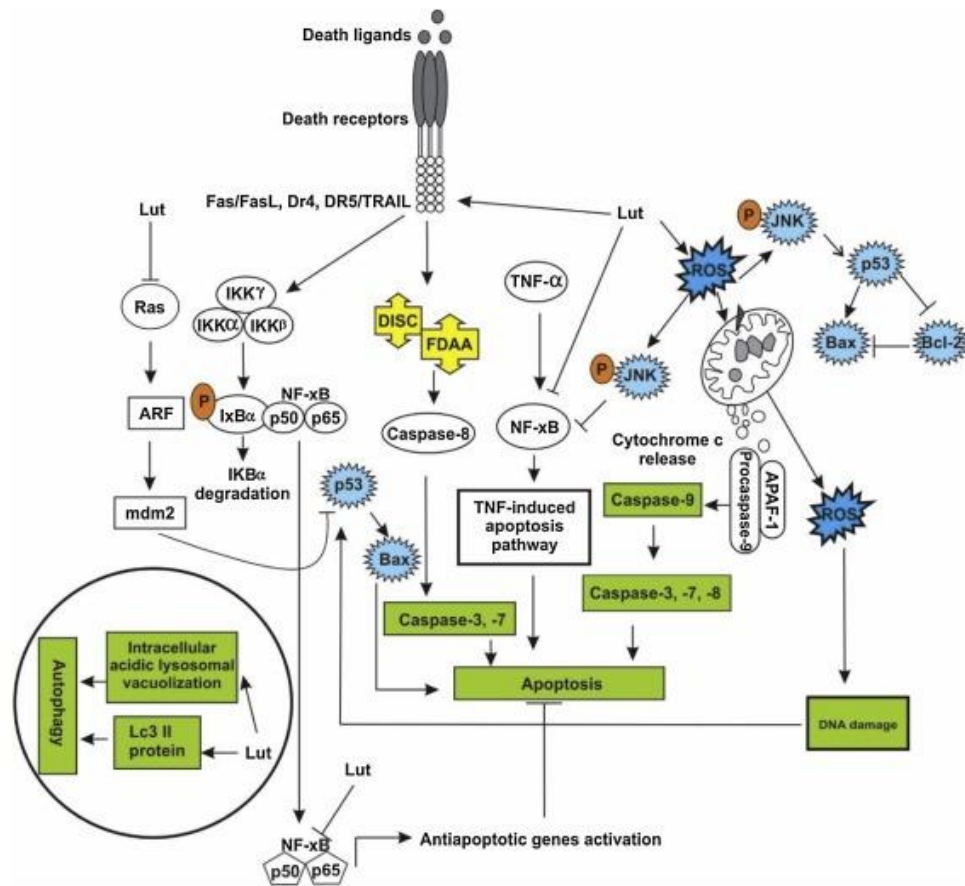 Death ligands
Death receptors
Fas/FasL, Dr4, DR5/TRAIL
Lut
Lut
P
JNK
ROS
p53
TNF-α
IKKγ
IKKα
IKKβ
Ras
DISC
FDAA
Bax
Bcl-2
P
JNK
P
NF-xB
IxBα
p50
p65
ARF
Caspase-8
NF-xB
Cytochrome c
release
IKBα
degradation
p53
mdm2
TNF-induced
apoptosis
pathway
Caspase-9
Procaspase-9
APAF-1
ROS
Bax
Caspase-3, -7
Caspase-3, -7, -8
Autophagy
Intracellular
acidic lysosomal
vacuolization
Apoptosis
DNA damage
Lc3 II
protein
Lut
Lut
NF-xB
p50
p65
Antiapoptotic genes activation